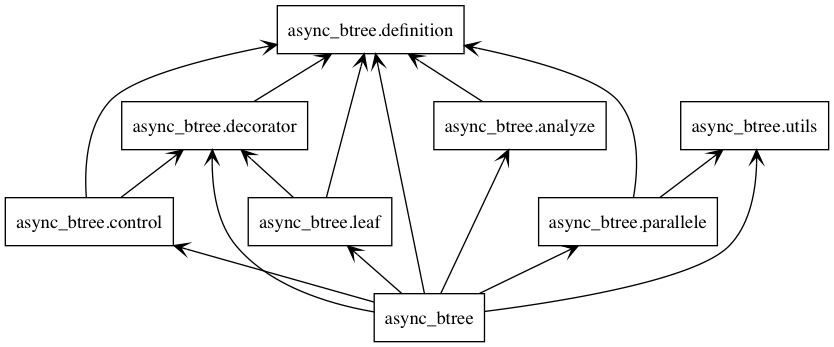 async_btree.definition
async_btree.decorator
async_btree.analyze
async_btree.utils
async_btree.control
async_btree.leaf
async_btree.parallele
async_btree